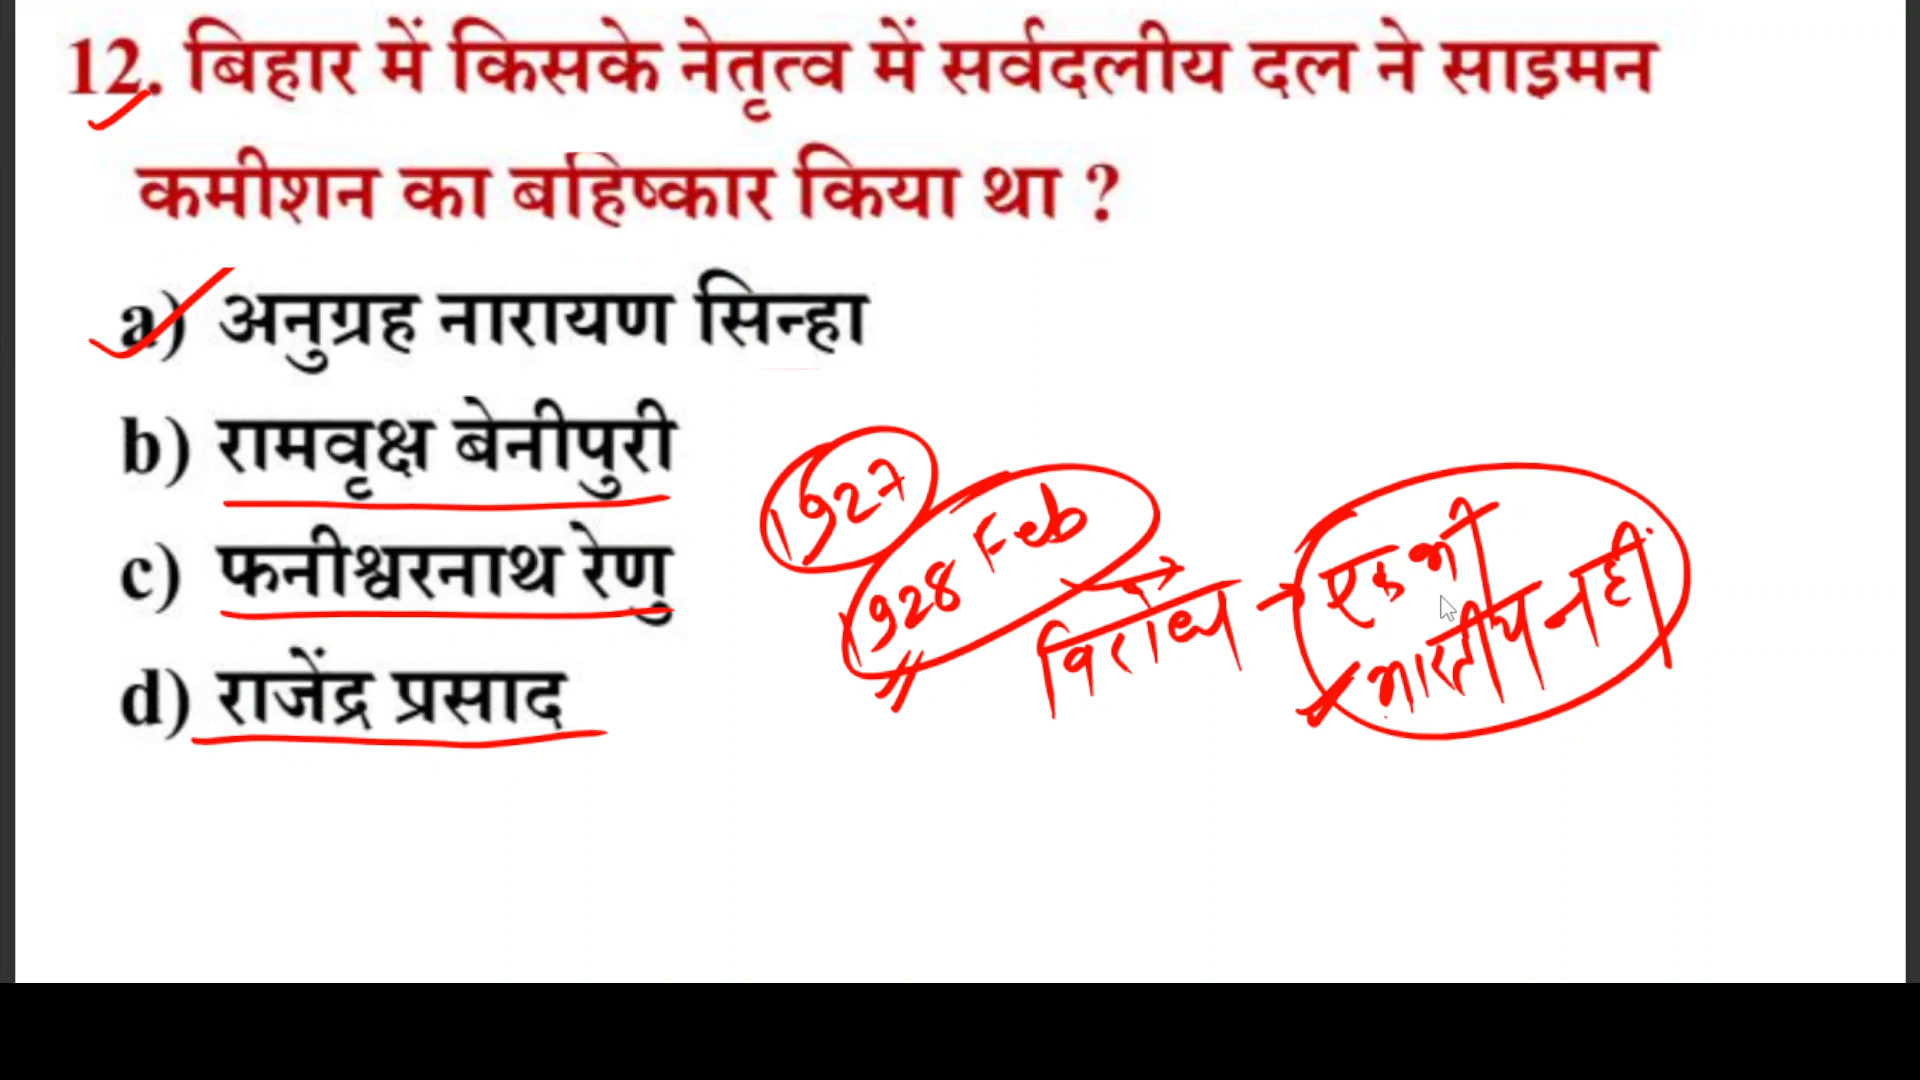 12. बिहार में किसके नेतृत्व में सर्वदलीय दल ने साइमन
कमीशन का बहिष्कार किया था ?
a) अनुग्रह नारायण सिन्हा
b) रामवृक्ष बेनीपुरी
c) फनीश्वरनाथ रेणु
d) राजेंद्र प्रसाद
1927
1928 Feb
विरोध → एक भी
भारतीय नहीं